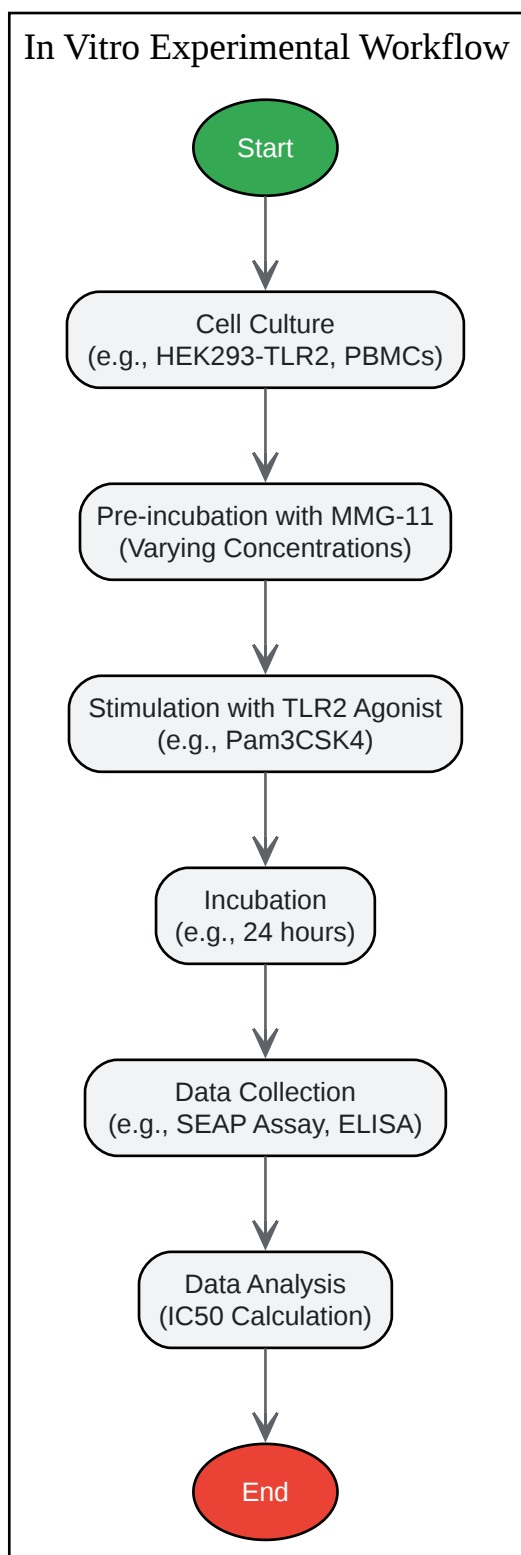 In Vitro Experimental Workflow
Start
Cell Culture
(e.g., HEK293-TLR2, PBMCs)
Pre-incubation with MMG-11
(Varying Concentrations)
Stimulation with TLR2 Agonist
(e.g., Pam3CSK4)
Incubation
(e.g., 24 hours)
Data Collection
(e.g., SEAP Assay, ELISA)
Data Analysis
(IC50 Calculation)
End